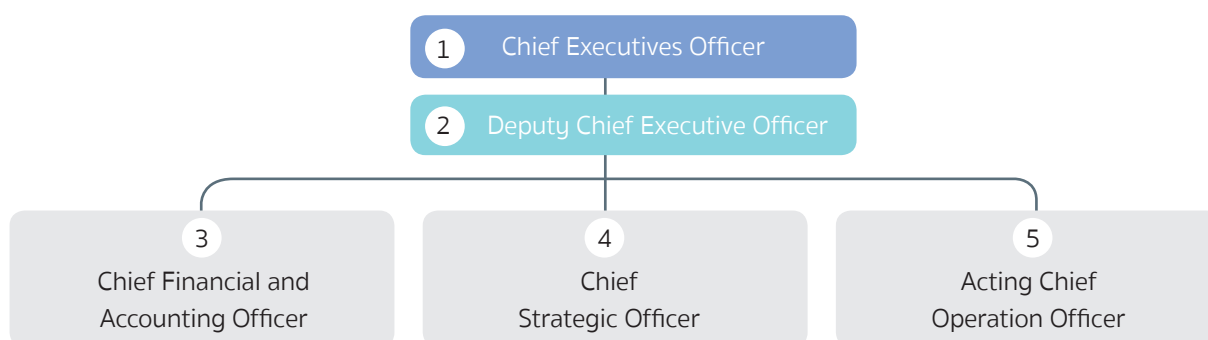 1 Chief Executives Officer
2 Deputy Chief Executive Officer
3
Chief Financial and
Accounting Officer
4
Chief
Strategic Officer
5
Acting Chief
Operation Officer